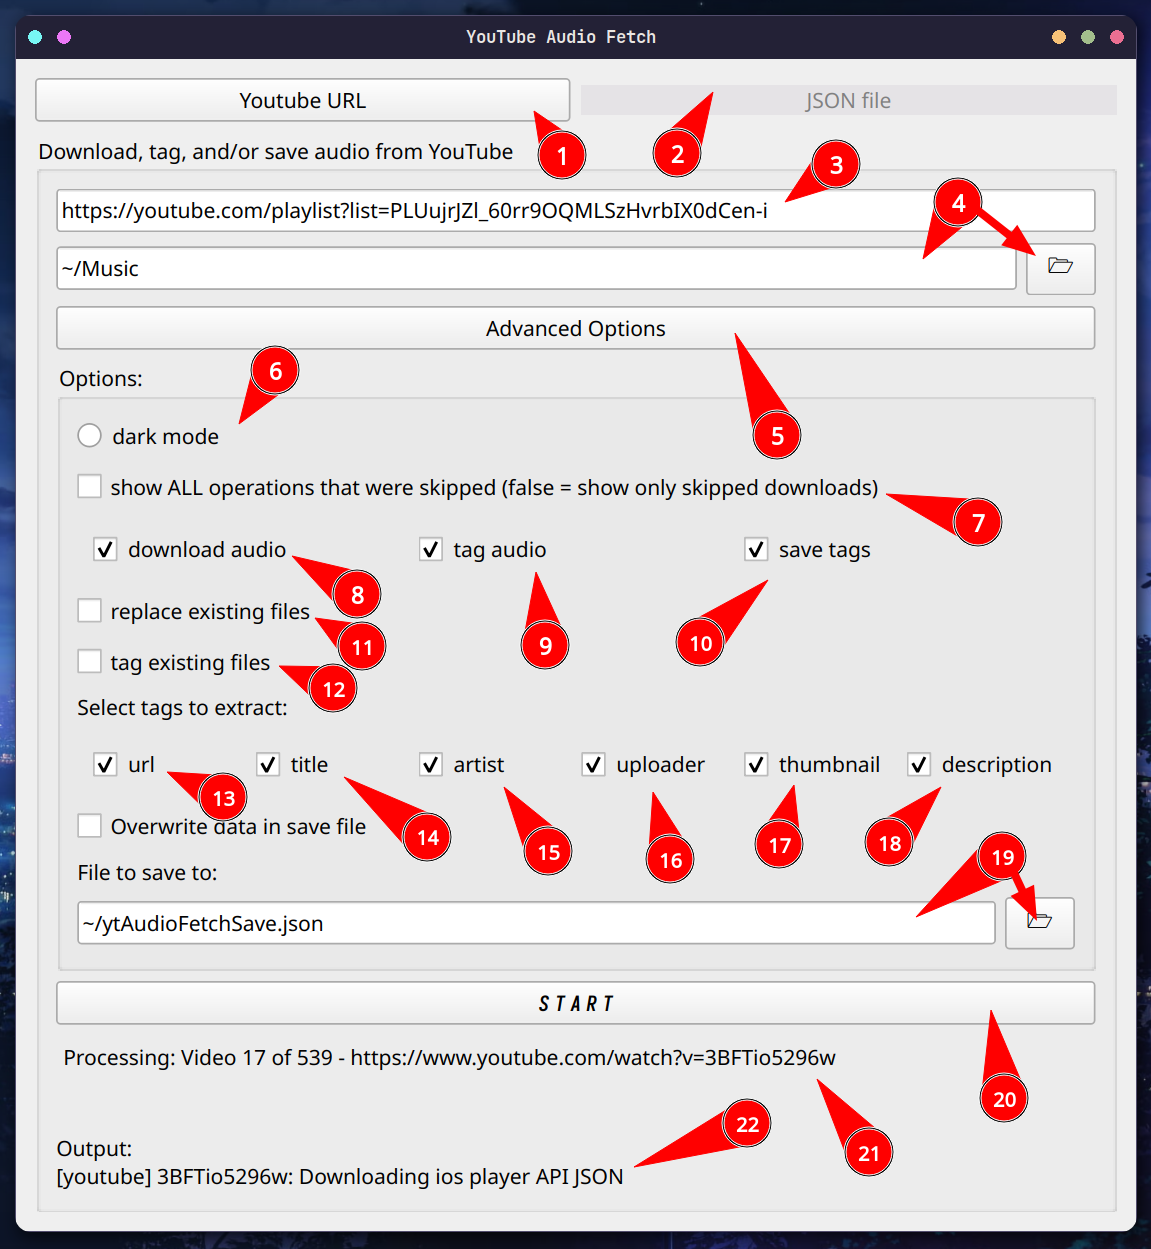 YouTube Audio Fetch
Youtube URL
JSON file
1
2
Download, tag, and/or save audio from YouTube
3
https://youtube.com/playlist?list=PLUujrJZl_60rr9OQMLSzHvrbIX0dCen-i
4
~/Music
Advanced Options
5
Options:
6
dark mode
show ALL operations that were skipped (false = show only skipped downloads)
7
download audio
tag audio
save tags
8
9
10
replace existing files
11
tag existing files
12
Select tags to extract:
url
title
artist
uploader
thumbnail
description
13
14
15
16
17
18
Overwrite data in save file
File to save to:
19
~/ytAudioFetchSave.json
START
20
Processing: Video 17 of 539 - https://www.youtube.com/watch?v=3BFTio5296w
21
22
Output:
[youtube] 3BFTio5296w: Downloading ios player API JSON